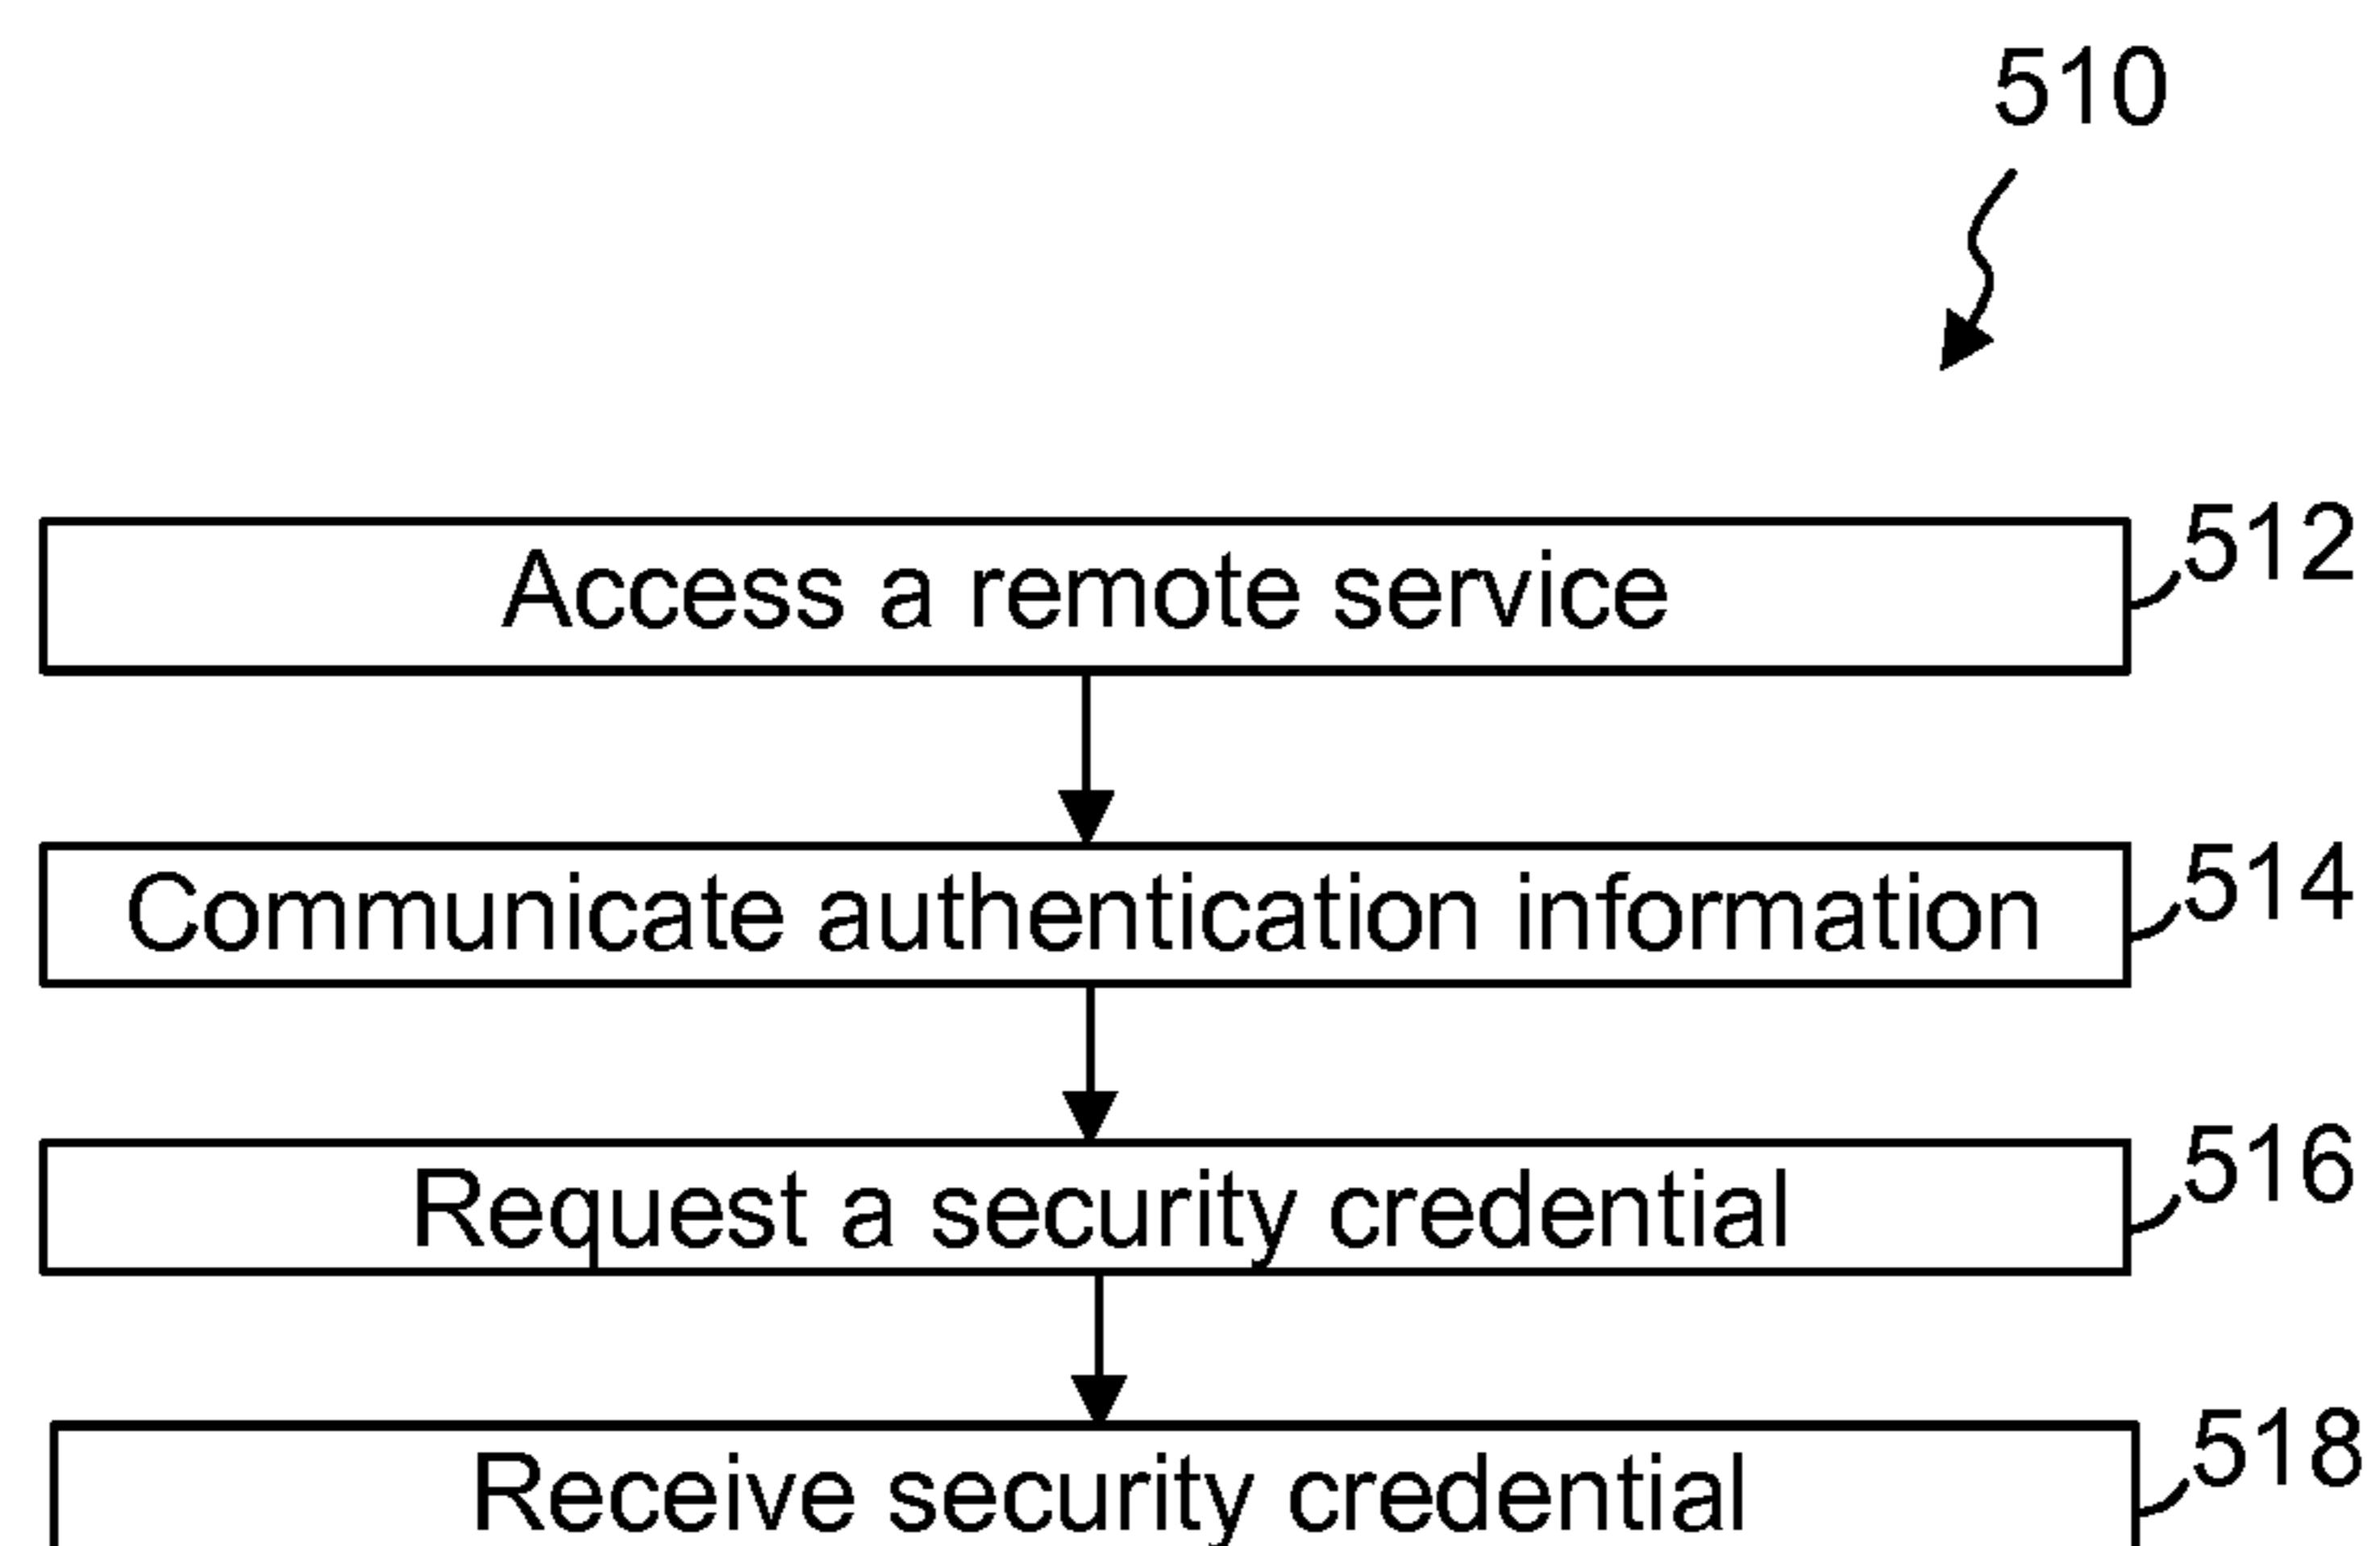 510
Access a remote service 512
Communicate authentication information 514
Request a security credential 516
Receive security credential 518